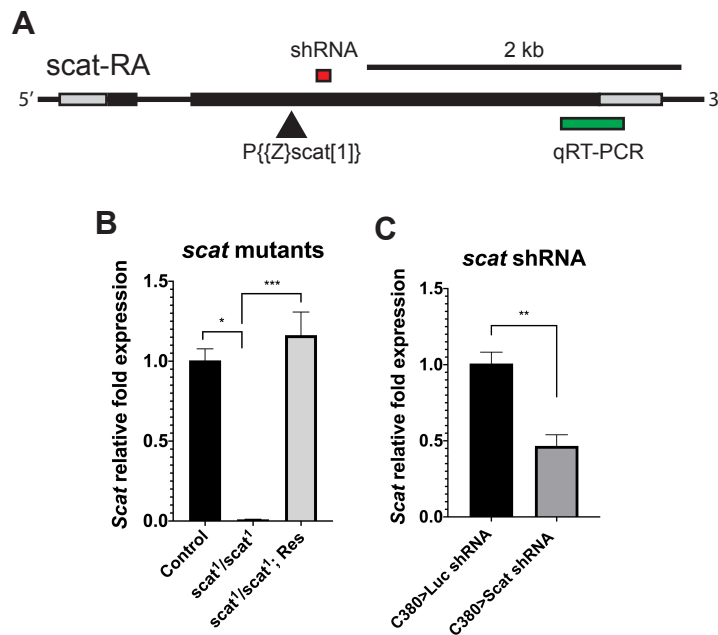 A
shRNA
2 kb
scat-RA
5′
3
P{{Z}scat[1]}
qRT-PCR
B
scat mutants
Scat relative fold expression
1.5
1.0
0.5
0.0
*
***
Control
scat¹/scat¹
scat¹/scat¹; Res
C
scat shRNA
Scat relative fold expression
1.5
1.0
0.5
0.0
**
C380>Luc shRNA
C380>Scat shRNA